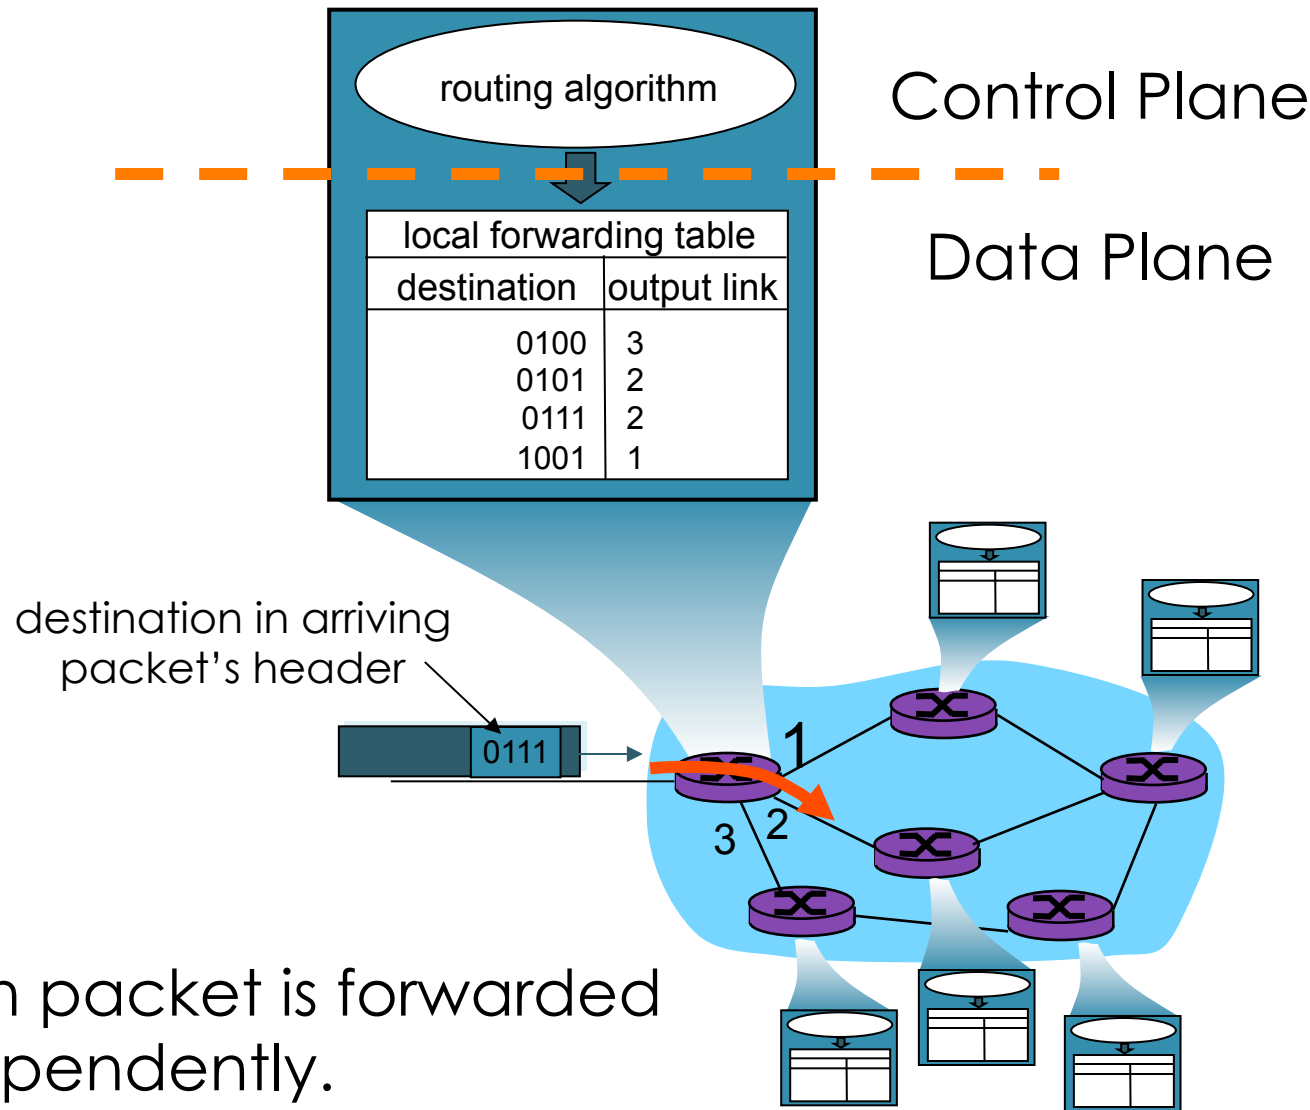 routing algorithm
Control Plane
local forwarding table
Data Plane
destination output link
0100 3
0101 2
0111 2
1001 1
destination in arriving
packet's header
0111
1
2
3
packet is forwarded
pendently.